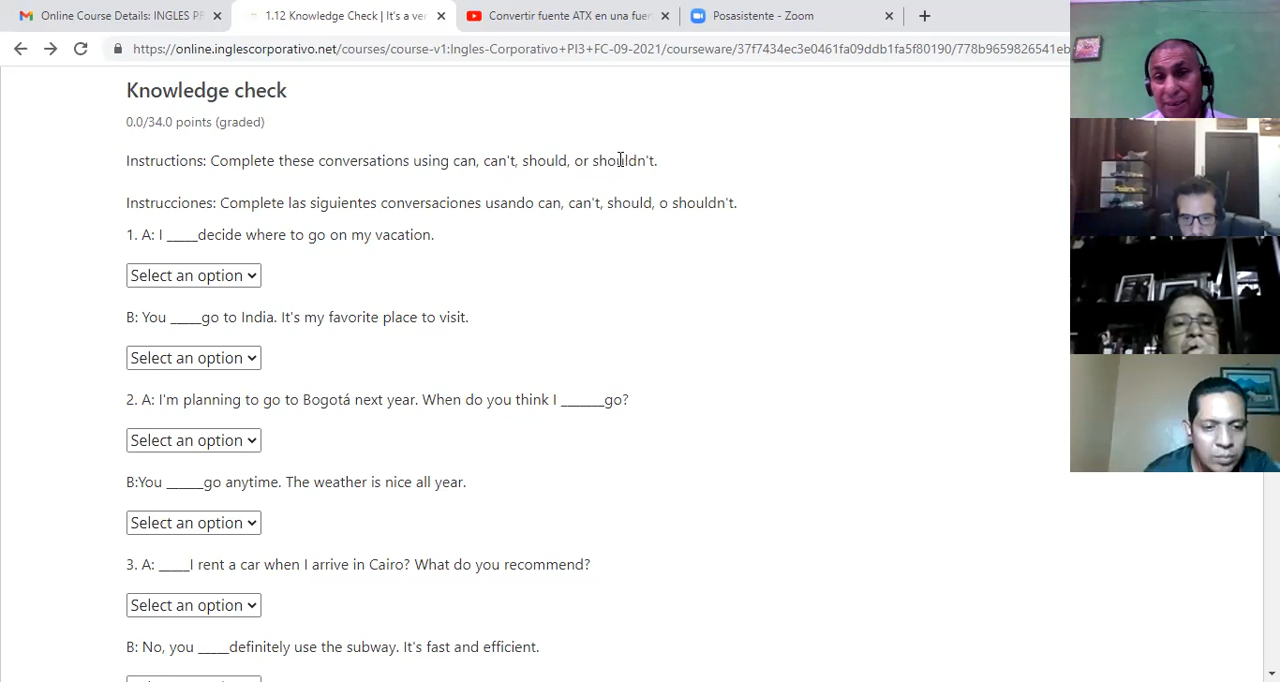 Online Course Details: INGLES PF
1.12 Knowledge Check | It's a ver
Convertir fuente ATX en una fuer
Posasistente - Zoom
https://online.inglescorporativo.net/courses/course-v1:Ingles-Corporativo+PI3+FC-09-2021/courseware/37f7434ec3e0461fa09ddb1fa5f80190/778b9659826541eb
Knowledge check
0.0/34.0 points (graded)
Instructions: Complete these conversations using can, can't, should, or shouldn't.
Instrucciones: Complete las siguientes conversaciones usando can, can't, should, o shouldn't.
1. A: I ____decide where to go on my vacation.
Select an option
B: You ____go to India. It's my favorite place to visit.
Select an option
2. A: I'm planning to go to Bogotá next year. When do you think I ______go?
Select an option
B:You _____go anytime. The weather is nice all year.
Select an option
3. A: ____I rent a car when I arrive in Cairo? What do you recommend?
Select an option
B: No, you ____definitely use the subway. It's fast and efficient.